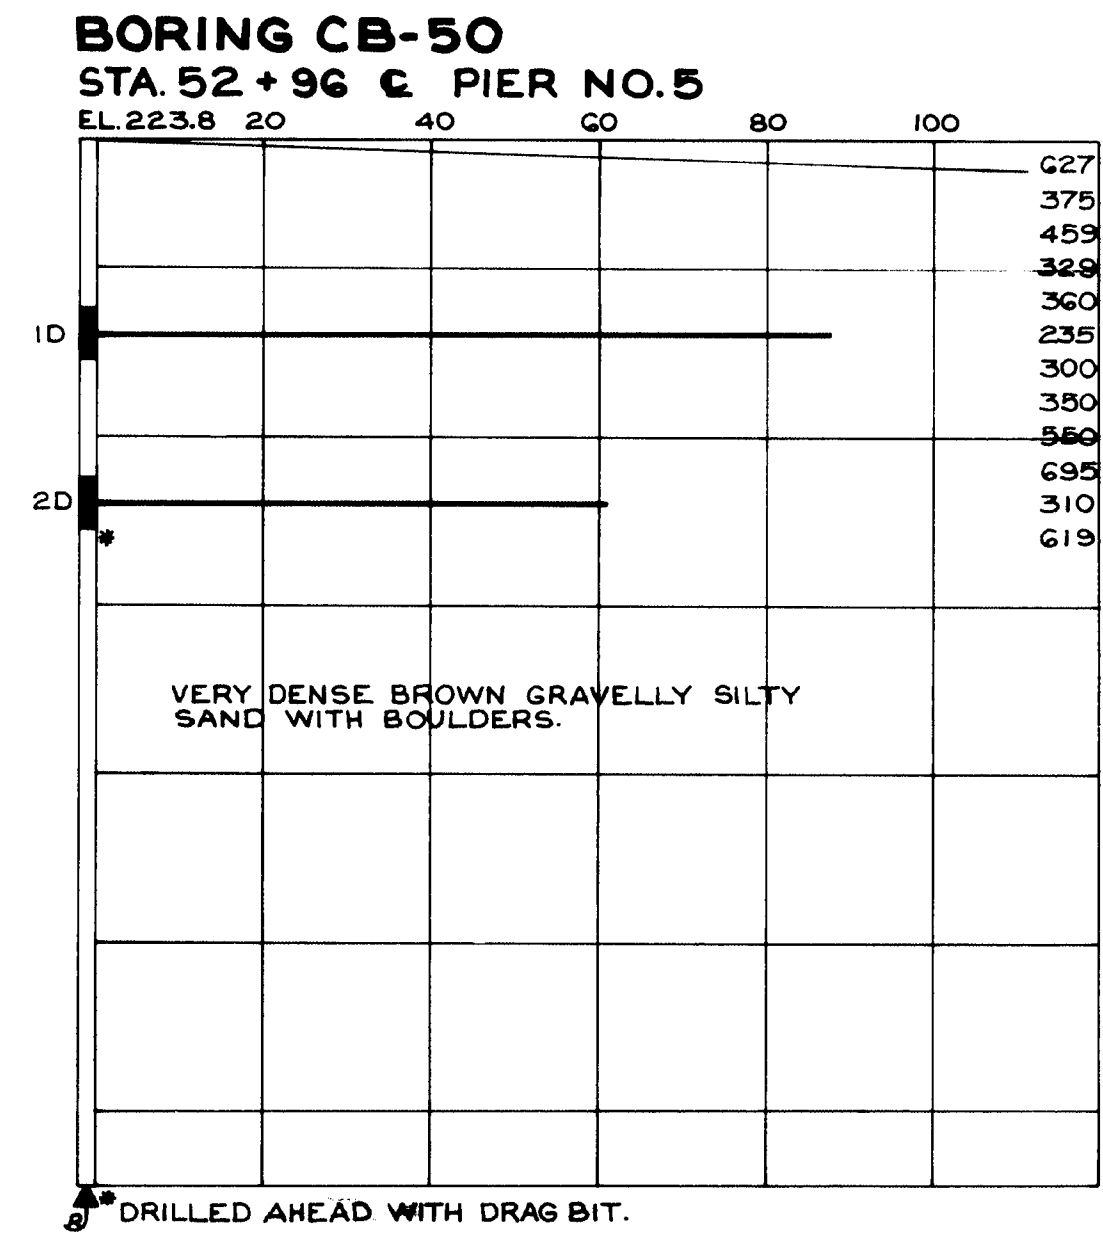 BORING CB-50
STA. 52 + 96 ℄ PIER NO. 5
EL. 223.8 20 40 60 80 100
627
375
459
329
360
1D 235
300
350
550
695
2D 310
* 619
VERY DENSE BROWN GRAVELLY SILTY
SAND WITH BOULDERS.
B * DRILLED AHEAD WITH DRAG BIT.